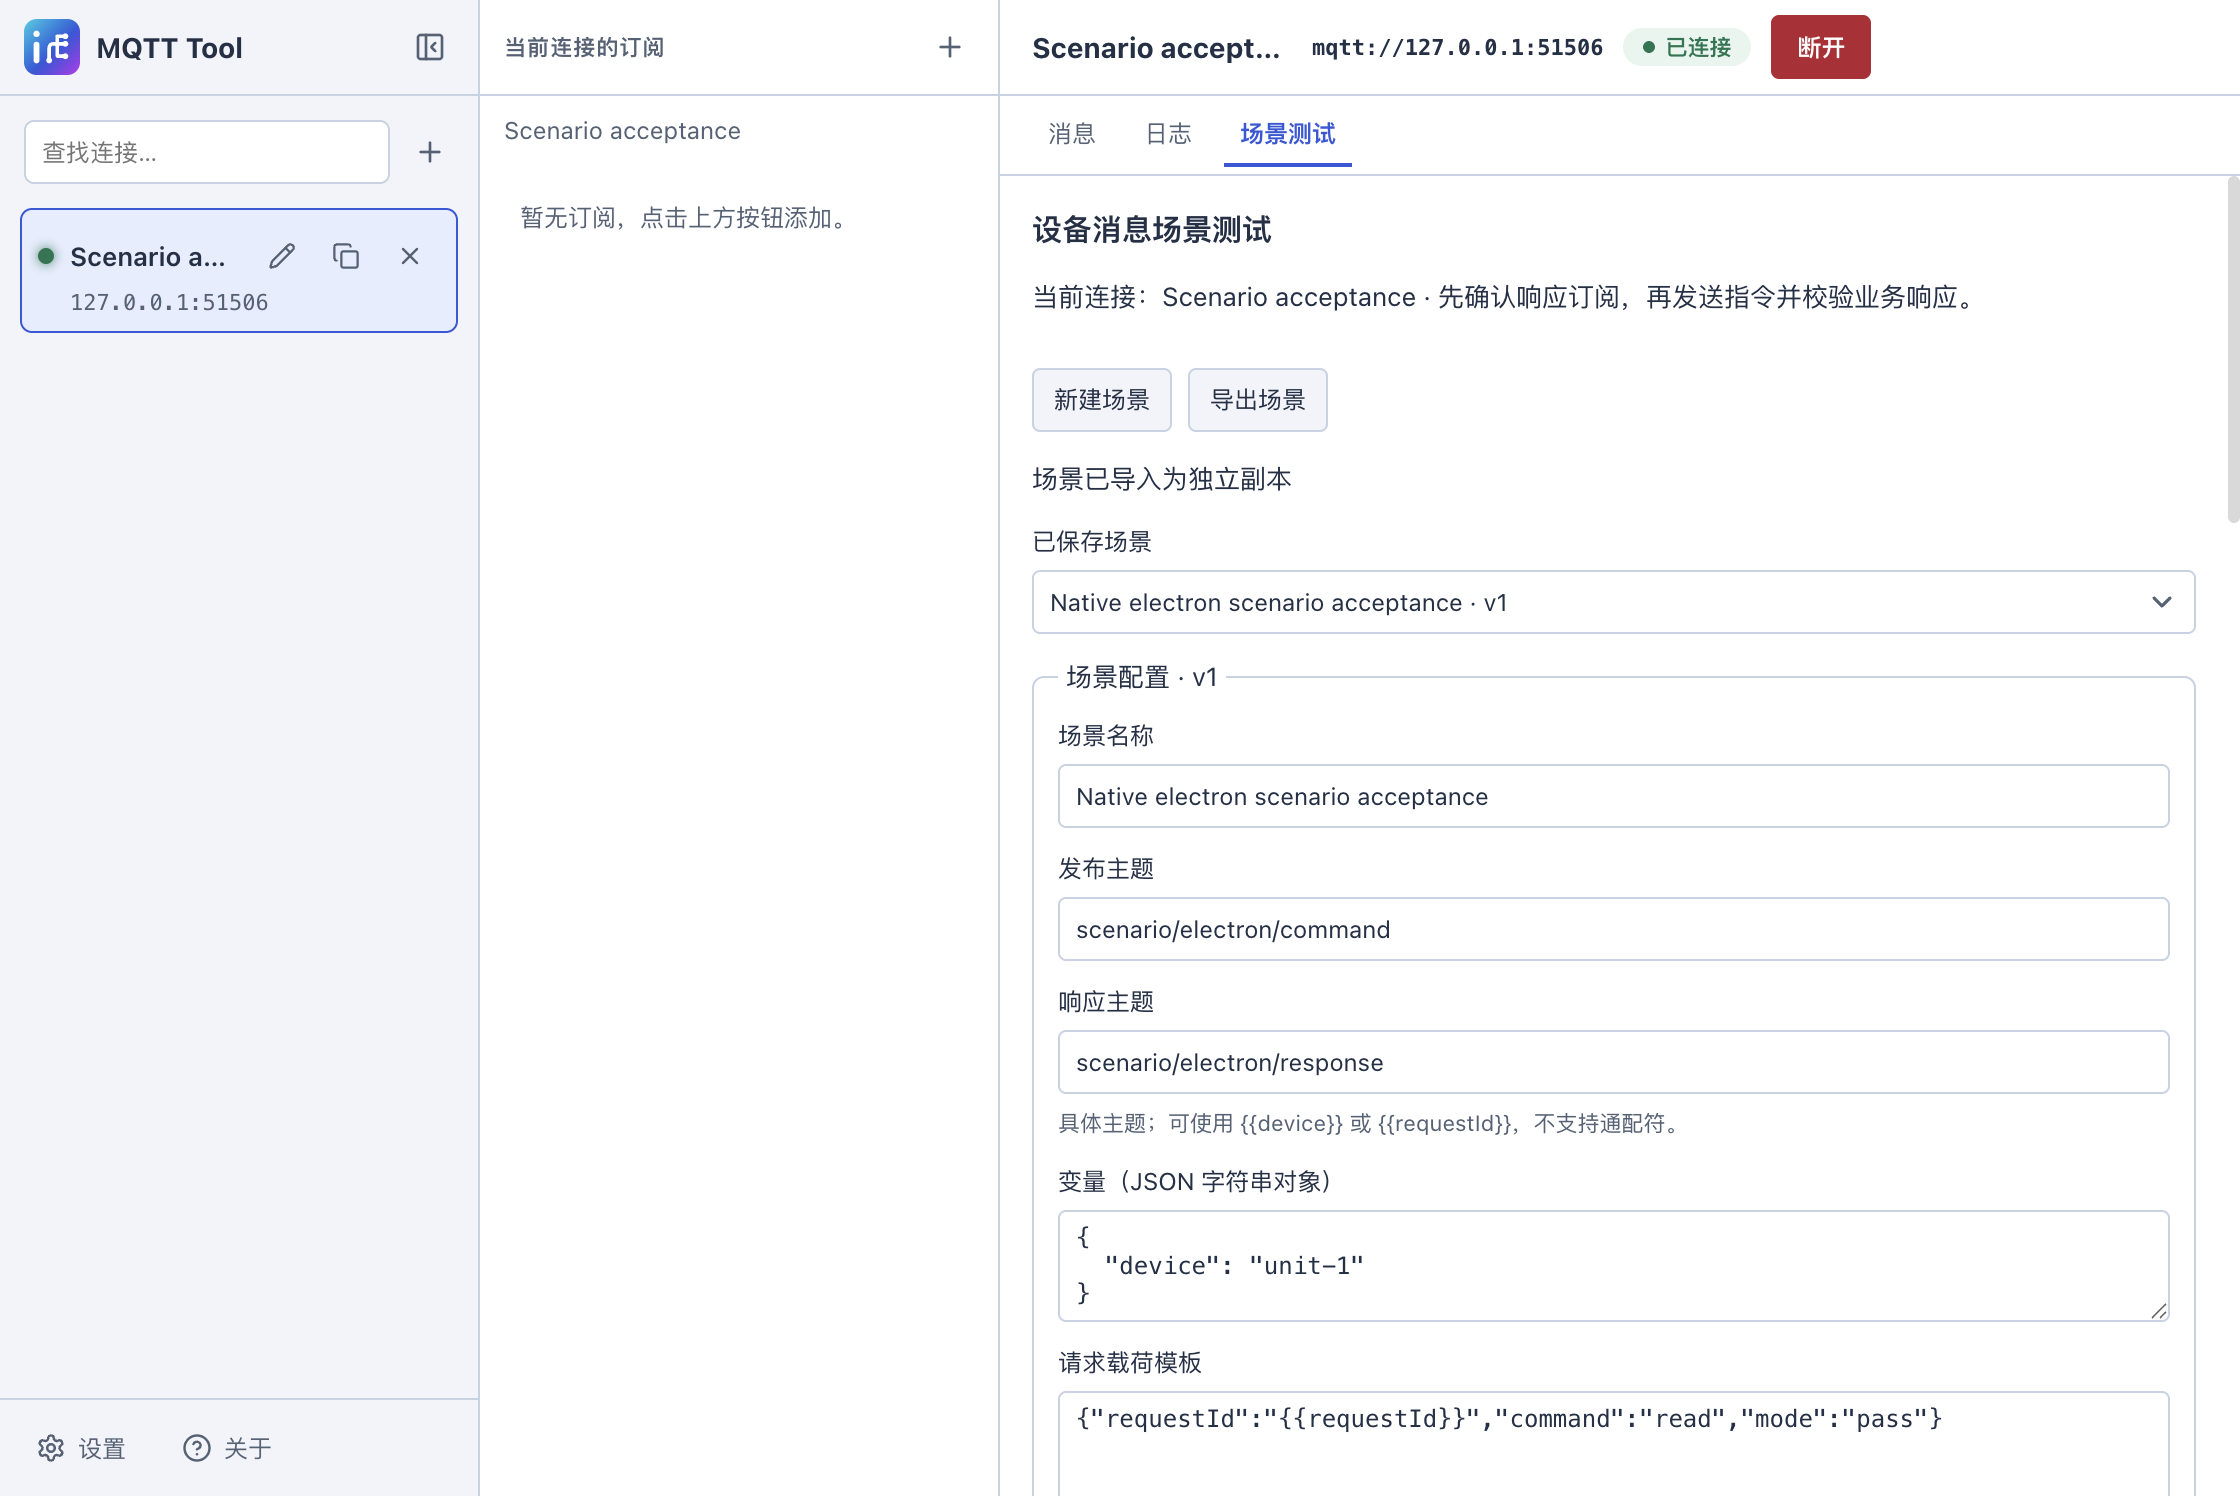 MQTT Tool
查找连接...
Scenario a...
127.0.0.1:51506
设置
关于
当前连接的订阅
Scenario acceptance
暂无订阅，点击上方按钮添加。
Scenario accept... mqtt://127.0.0.1:51506 已连接 断开
消息 日志 场景测试
设备消息场景测试
当前连接：Scenario acceptance · 先确认响应订阅，再发送指令并校验业务响应。
新建场景 导出场景
场景已导入为独立副本
已保存场景
Native electron scenario acceptance · v1
场景配置 · v1
场景名称
Native electron scenario acceptance
发布主题
scenario/electron/command
响应主题
scenario/electron/response
具体主题；可使用 {{device}} 或 {{requestId}}，不支持通配符。
变量（JSON 字符串对象）
{
"device": "unit-1"
}
请求载荷模板
{"requestId":"{{requestId}}","command":"read","mode":"pass"}